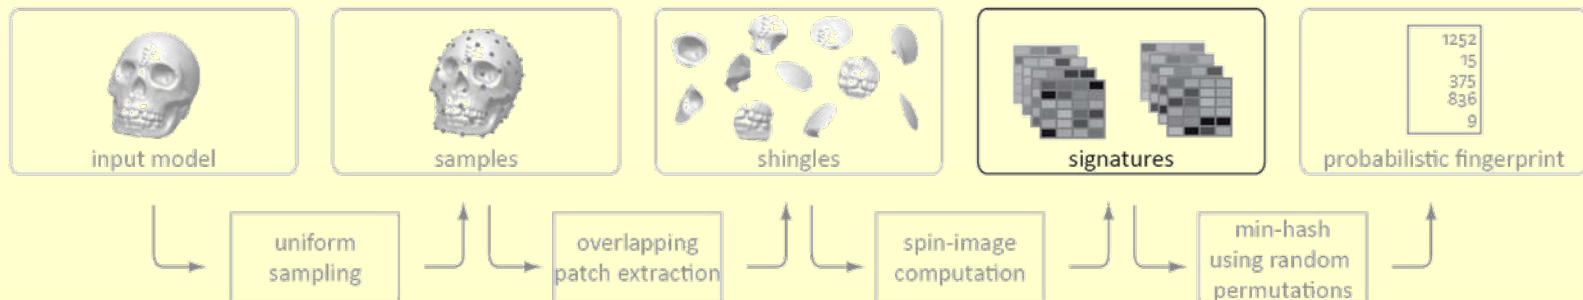 1252
15
375
836
9
input model
samples
shingles
signatures
probabilistic fingerprint
uniform
sampling
overlapping
patch extraction
spin-image
computation
min-hash
using random
permutations